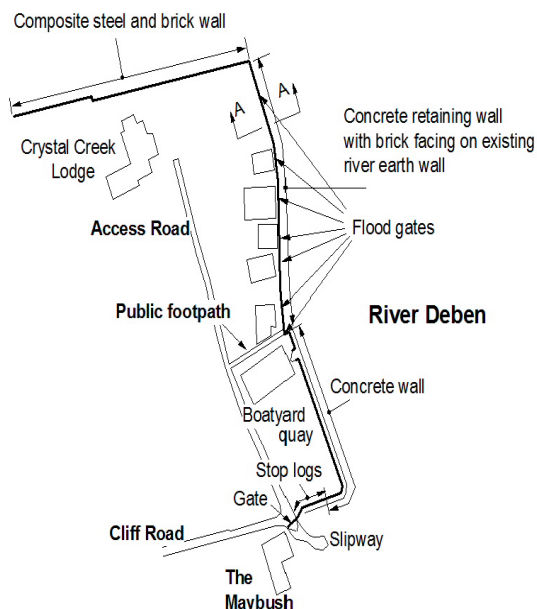 Composite steel and brick wall
A
A
Concrete retaining wall
with brick facing on existing
river earth wall
Crystal Creek
Lodge
Access Road
Flood gates
Public footpath
River Deben
Concrete wall
Boatyard
quay
Stop logs
Gate
Cliff Road
Slipway
The
Maybush